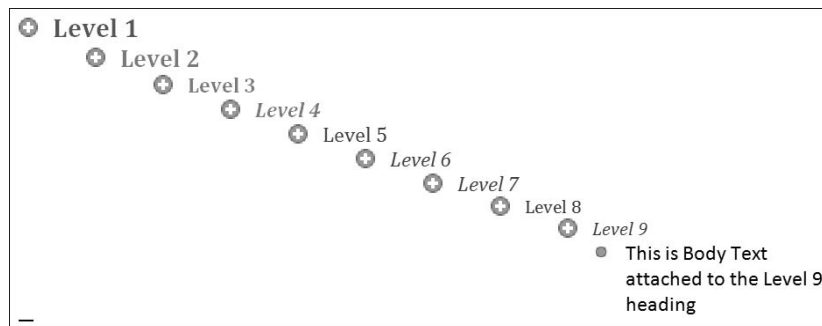 Level 1
Level 2
Level 3
Level 4
Level 5
Level 6
Level 7
Level 8
Level 9
This is Body Text
attached to the Level 9
heading